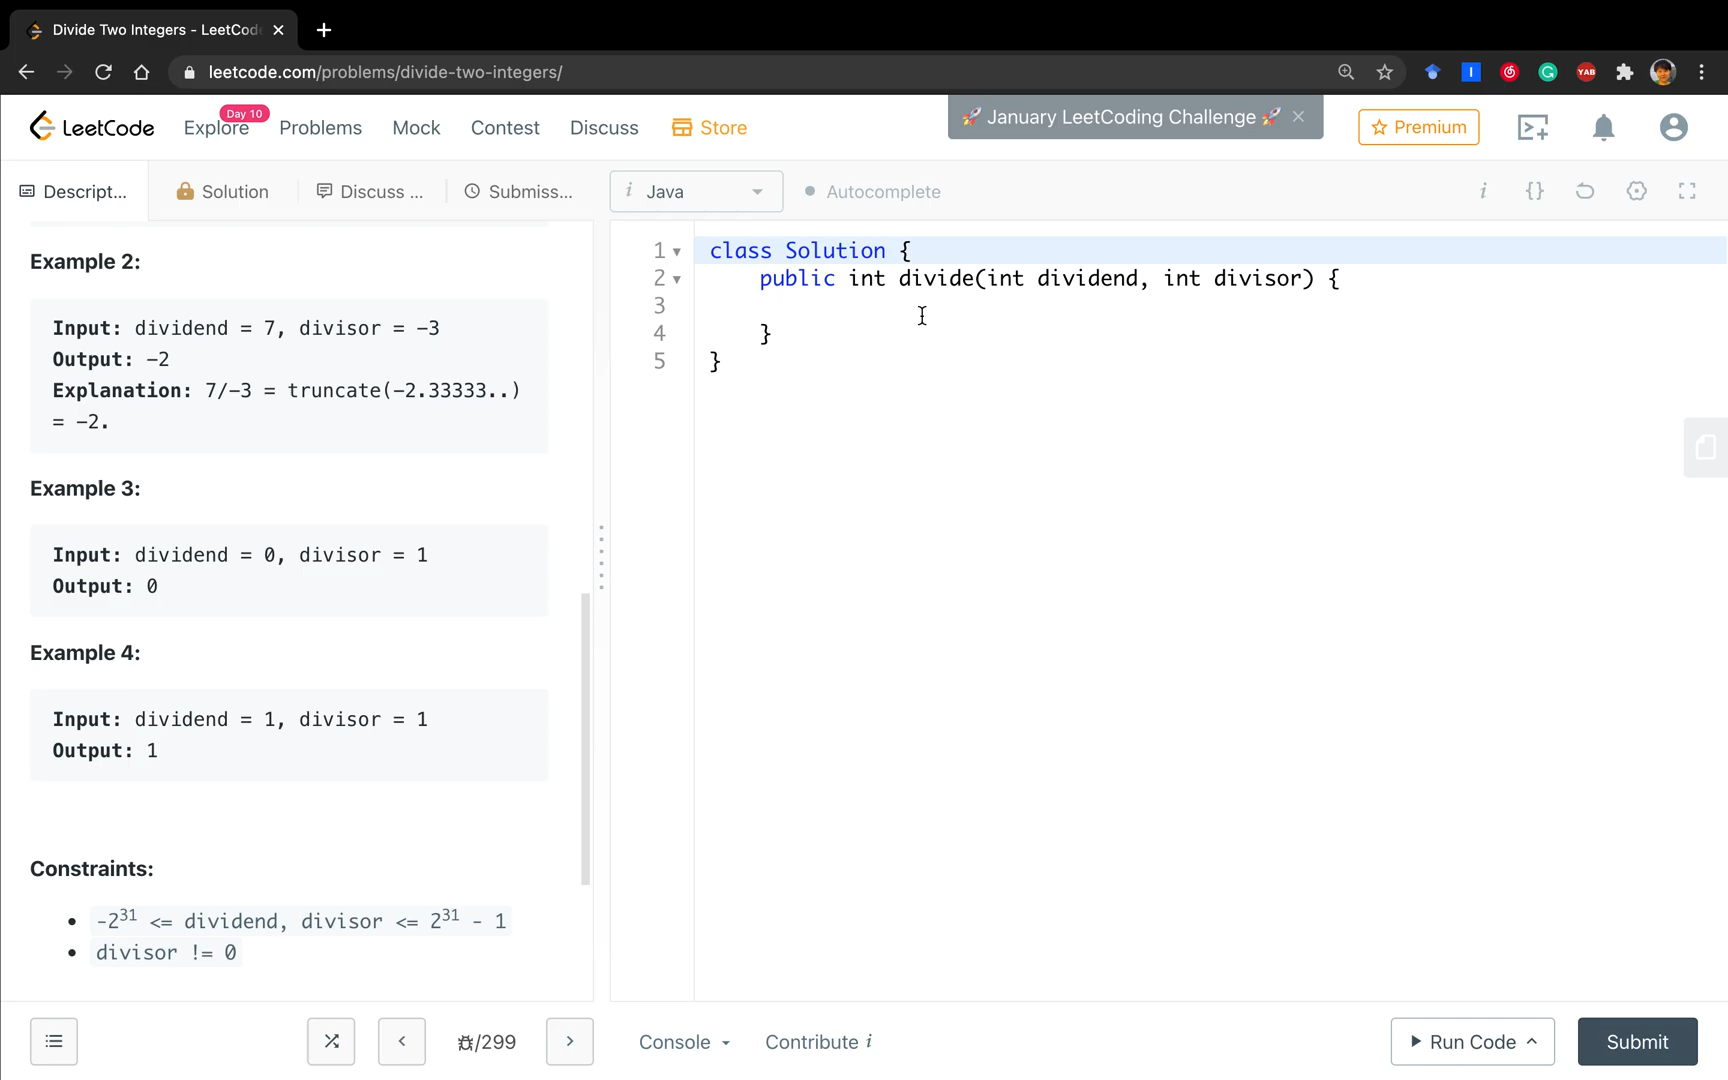 Divide Two Integers - LeetCod
leetcode.com/problems/divide-two-integers/
YAB
LeetCode
Explore
Day 10
Problems
Mock
Contest
Discuss
Store
🚀 January LeetCoding Challenge 🚀
Premium
Descript...
Solution
Discuss ...
Submiss...
i Java
Autocomplete
Example 2:
Input: dividend = 7, divisor = -3
Output: -2
Explanation: 7/-3 = truncate(-2.33333..)
= -2.
Example 3:
Input: dividend = 0, divisor = 1
Output: 0
Example 4:
Input: dividend = 1, divisor = 1
Output: 1
Constraints:
-2³¹ <= dividend, divisor <= 2³¹ - 1
divisor != 0
1 class Solution {
2 public int divide(int dividend, int divisor) {
3
4 }
5 }
/299
Console
Contribute i
Run Code
Submit